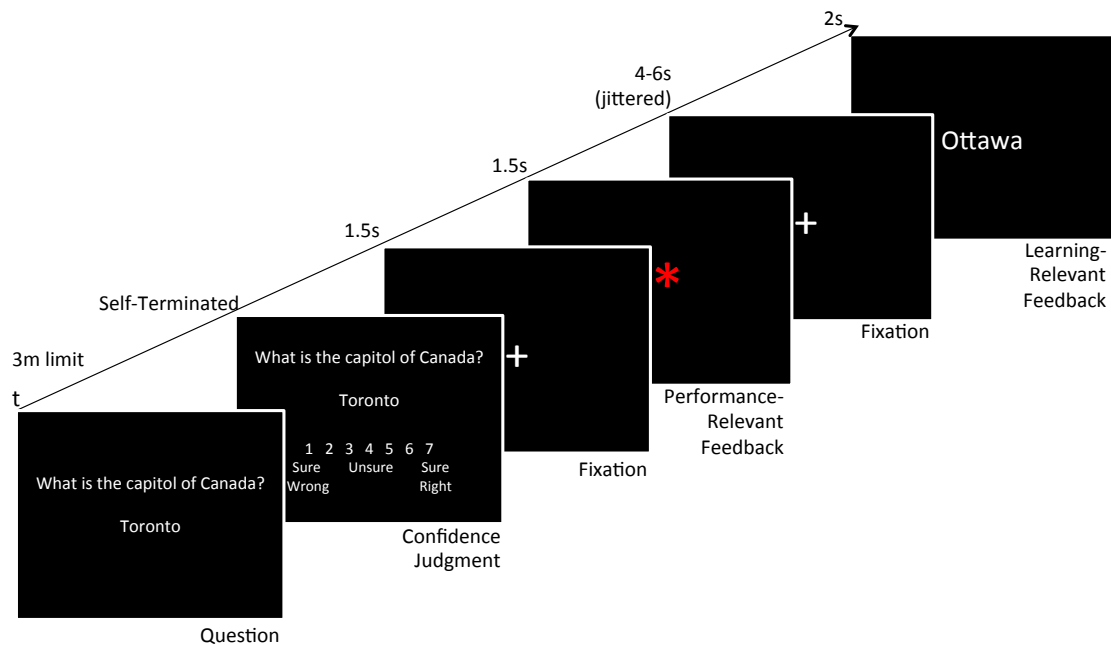 2s
4-6s
(jittered)
1.5s
1.5s
Self-Terminated
3m limit
t
What is the capitol of Canada?
Toronto
Question
What is the capitol of Canada?
Toronto
1 2 3 4 5 6 7
Sure Unsure Sure
Wrong Right
Confidence
Judgment
+
Fixation
*
Performance-
Relevant
Feedback
+
Fixation
Ottawa
Learning-
Relevant
Feedback